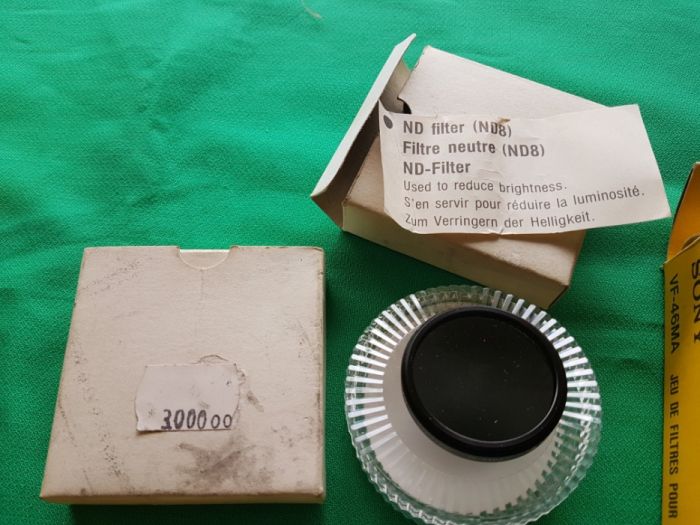 ND filter (ND8)
Filtre neutre (ND8)
ND-Filter
Used to reduce brightness.
S'en servir pour réduire la luminosité.
Zum Verringern der Helligkeit.
300000
SONY
VF-46MA JEU DE FILTRES POUR